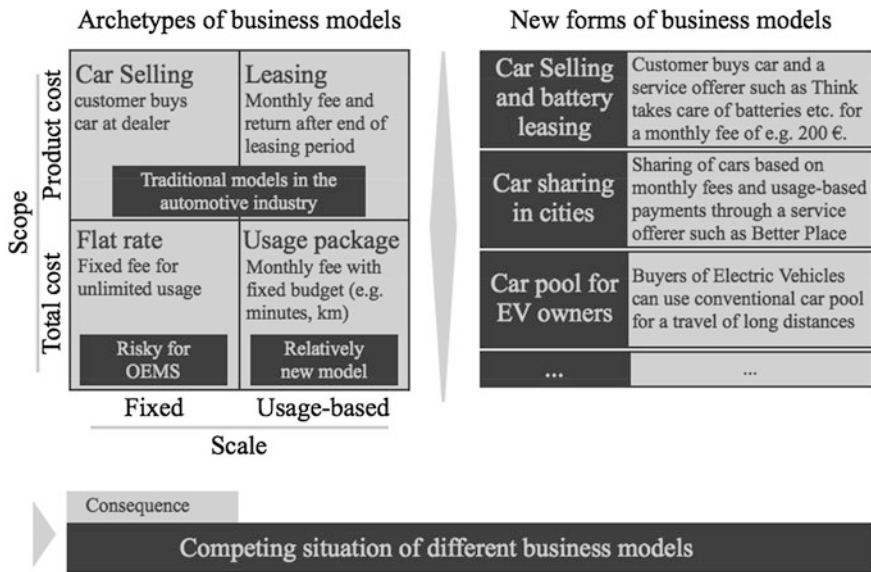 Archetypes of business models
Scope
Product cost
Total cost
Car Selling
customer buys
car at dealer
Leasing
Monthly fee and
return after end of
leasing period
Traditional models in the
automotive industry
Flat rate
Fixed fee for
unlimited usage
Risky for
OEMS
Usage package
Monthly fee with
fixed budget (e.g.
minutes, km)
Relatively
new model
Fixed
Usage-based
Scale
New forms of business models
Car Selling
and battery
leasing
Customer buys car and a
service offerer such as Think
takes care of batteries etc. for
a monthly fee of e.g. 200 €.
Car sharing
in cities
Sharing of cars based on
monthly fees and usage-based
payments through a service
offerer such as Better Place
Car pool for
EV owners
Buyers of Electric Vehicles
can use conventional car pool
for a travel of long distances
...
...
Consequence
Competing situation of different business models